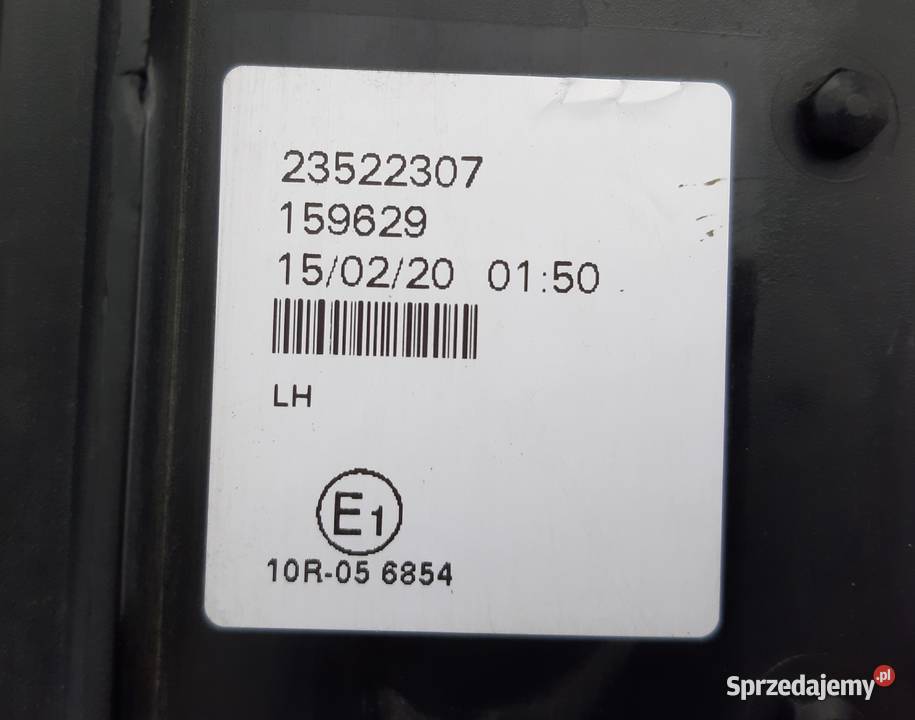 23522307
159629
15/02/20 01:50
LH
E1
10R-05 6854
Sprzedajemy.pl